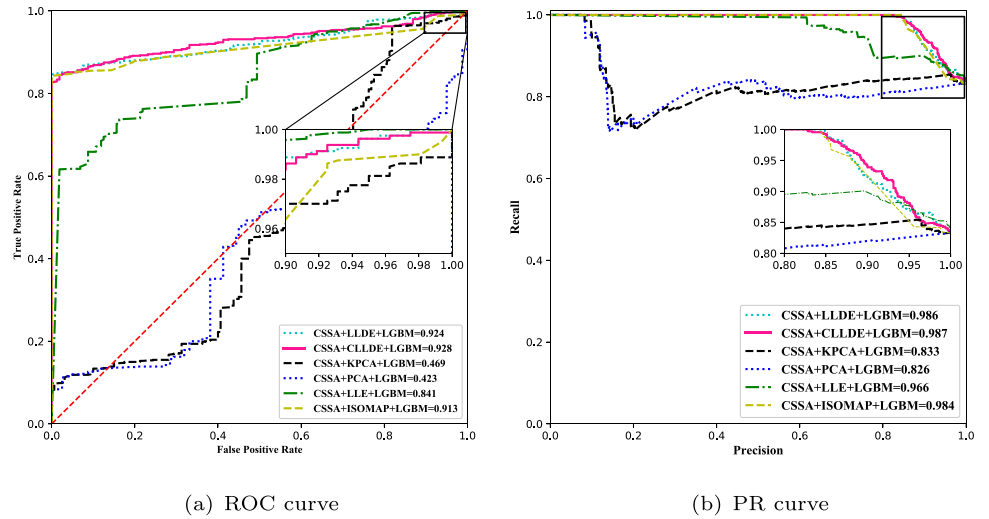 1.0
0.8
0.6
0.4
0.2
0.0
True Positive Rate
0.0 0.2 0.4 0.6 0.8 1.0
False Positive Rate
1.00
0.98
0.96
0.90 0.92 0.94 0.96 0.98 1.00
CSSA+LLDE+LGBM=0.924
CSSA+CLLDE+LGBM=0.928
CSSA+KPCA+LGBM=0.469
CSSA+PCA+LGBM=0.423
CSSA+LLE+LGBM=0.841
CSSA+ISOMAP+LGBM=0.913
(a) ROC curve
1.0
0.8
0.6
0.4
0.2
0.0
Recall
0.0 0.2 0.4 0.6 0.8 1.0
Precision
1.00
0.95
0.90
0.85
0.80
0.80 0.85 0.90 0.95 1.00
CSSA+LLDE+LGBM=0.986
CSSA+CLLDE+LGBM=0.987
CSSA+KPCA+LGBM=0.833
CSSA+PCA+LGBM=0.826
CSSA+LLE+LGBM=0.966
CSSA+ISOMAP+LGBM=0.984
(b) PR curve